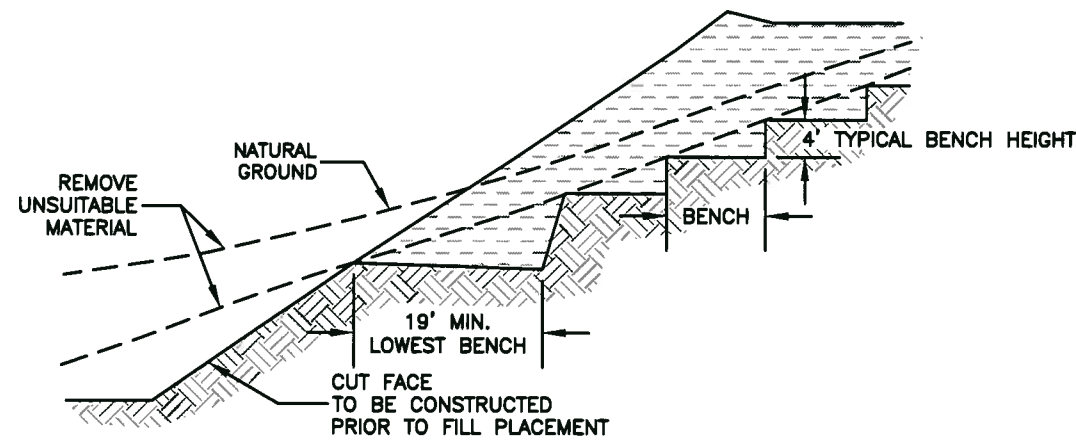 NATURAL
GROUND
REMOVE
UNSUITABLE
MATERIAL
4' TYPICAL BENCH HEIGHT
BENCH
19' MIN.
LOWEST BENCH
CUT FACE
TO BE CONSTRUCTED
PRIOR TO FILL PLACEMENT